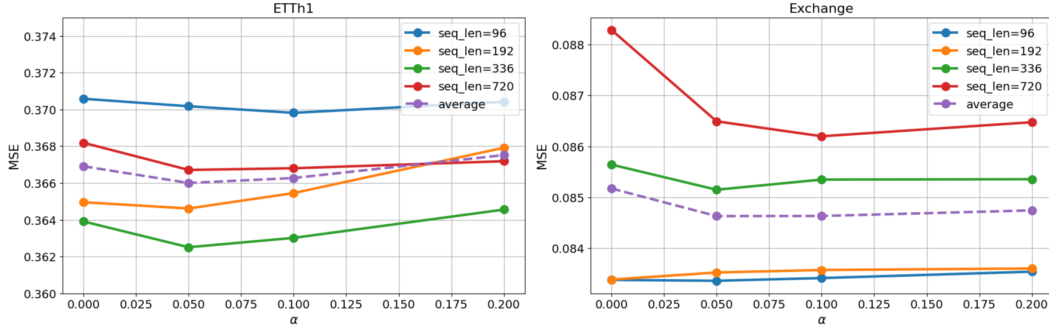 ETTh1
0.374
0.372
0.370
0.368
0.366
0.364
0.362
0.360
MSE
seq_len=96
seq_len=192
seq_len=336
seq_len=720
average
0.000 0.025 0.050 0.075 0.100 0.125 0.150 0.175 0.200
α
Exchange
0.088
0.087
0.086
0.085
0.084
MSE
seq_len=96
seq_len=192
seq_len=336
seq_len=720
average
0.000 0.025 0.050 0.075 0.100 0.125 0.150 0.175 0.200
α